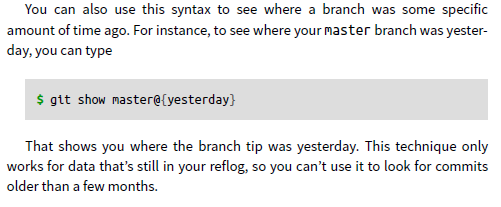 You can also use this syntax to see where a branch was some specific
amount of time ago. For instance, to see where your master branch was yester-
day, you can type
$ git show master@{yesterday}
That shows you where the branch tip was yesterday. This technique only
works for data that’s still in your reflog, so you can’t use it to look for commits
older than a few months.